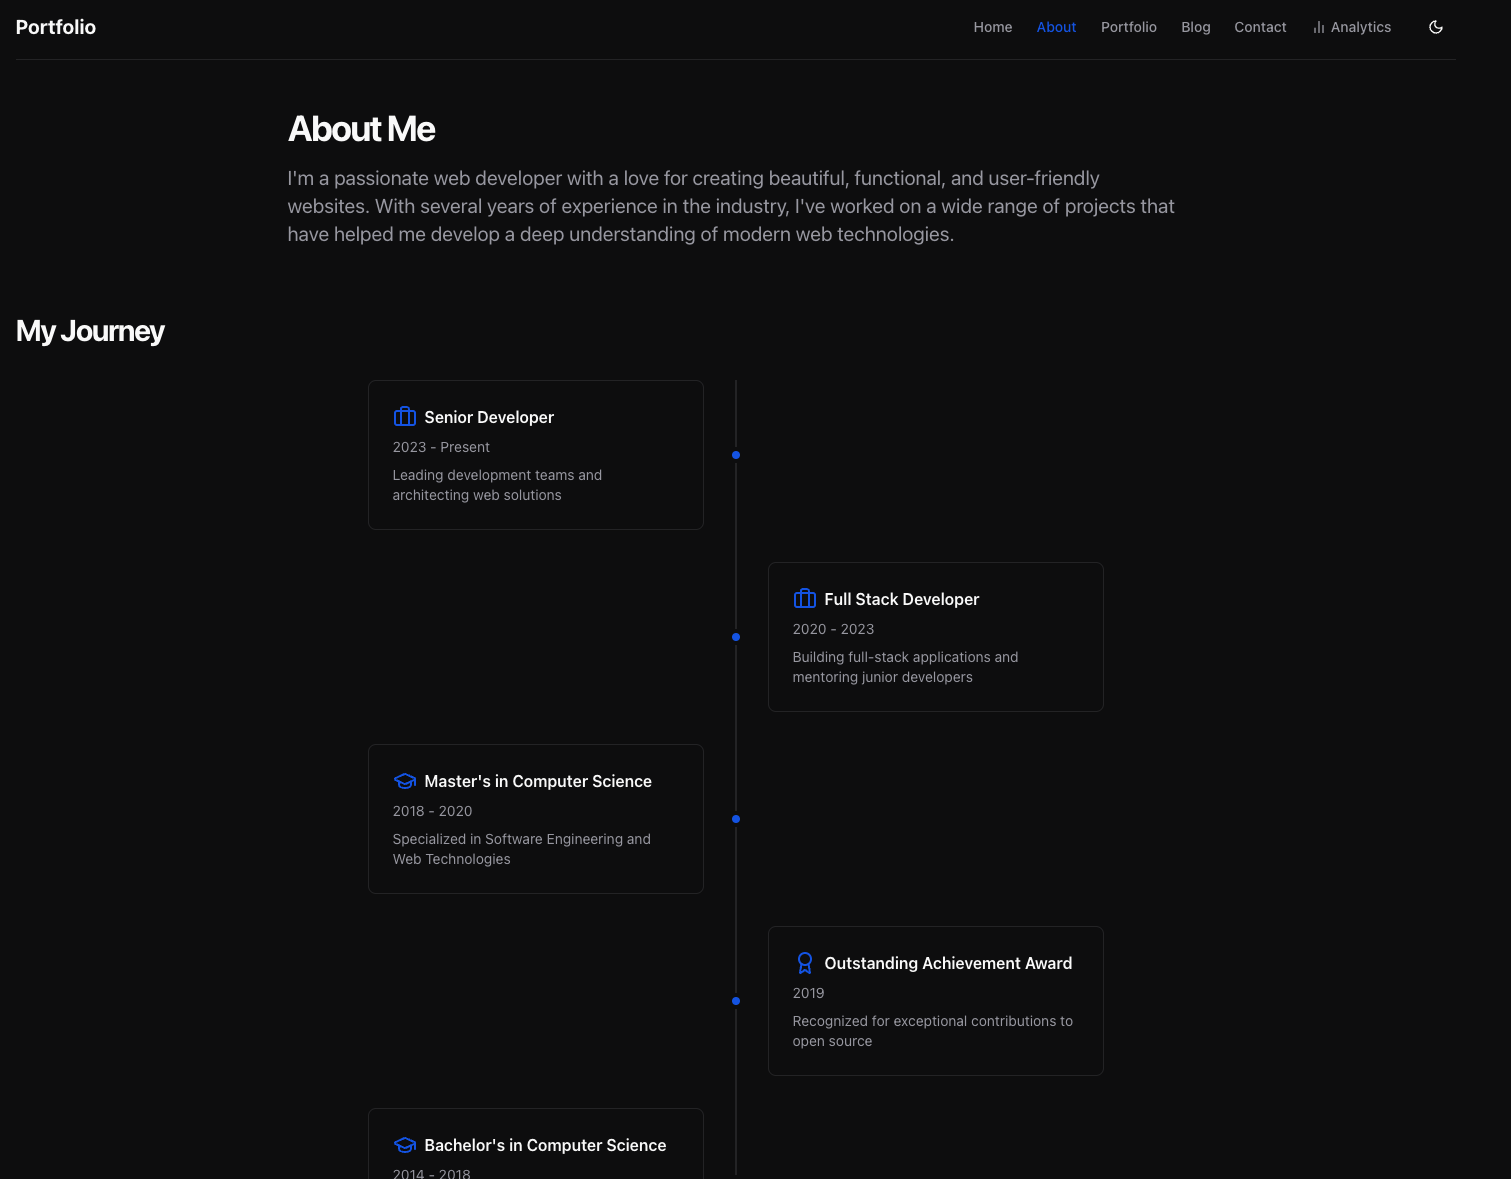 Portfolio
Home About Portfolio Blog Contact Analytics
About Me
I'm a passionate web developer with a love for creating beautiful, functional, and user-friendly
websites. With several years of experience in the industry, I've worked on a wide range of projects that
have helped me develop a deep understanding of modern web technologies.
My Journey
Senior Developer
2023 - Present
Leading development teams and
architecting web solutions
Full Stack Developer
2020 - 2023
Building full-stack applications and
mentoring junior developers
Master's in Computer Science
2018 - 2020
Specialized in Software Engineering and
Web Technologies
Outstanding Achievement Award
2019
Recognized for exceptional contributions to
open source
Bachelor's in Computer Science
2014 - 2018